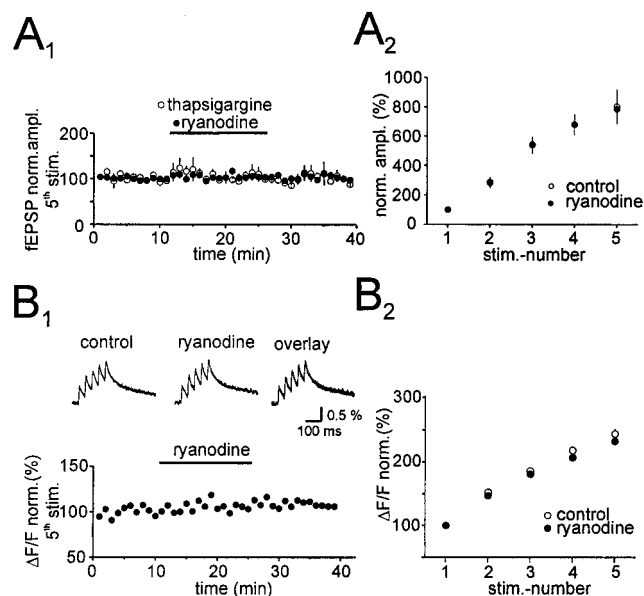 A1
thapsigargine
ryanodine
fEPSP norm.ampl.
5th stim.
200
100
0
0 10 20 30 40
time (min)
A2
norm. ampl. (%)
1000
800
600
400
200
0
control
ryanodine
1 2 3 4 5
stim.-number
B1
control ryanodine overlay
0.5 %
100 ms
ryanodine
ΔF/F norm.(%)
5th stim.
150
100
50
0 10 20 30 40
time (min)
B2
ΔF/F norm.(%)
300
200
100
control
ryanodine
1 2 3 4 5
stim.-number